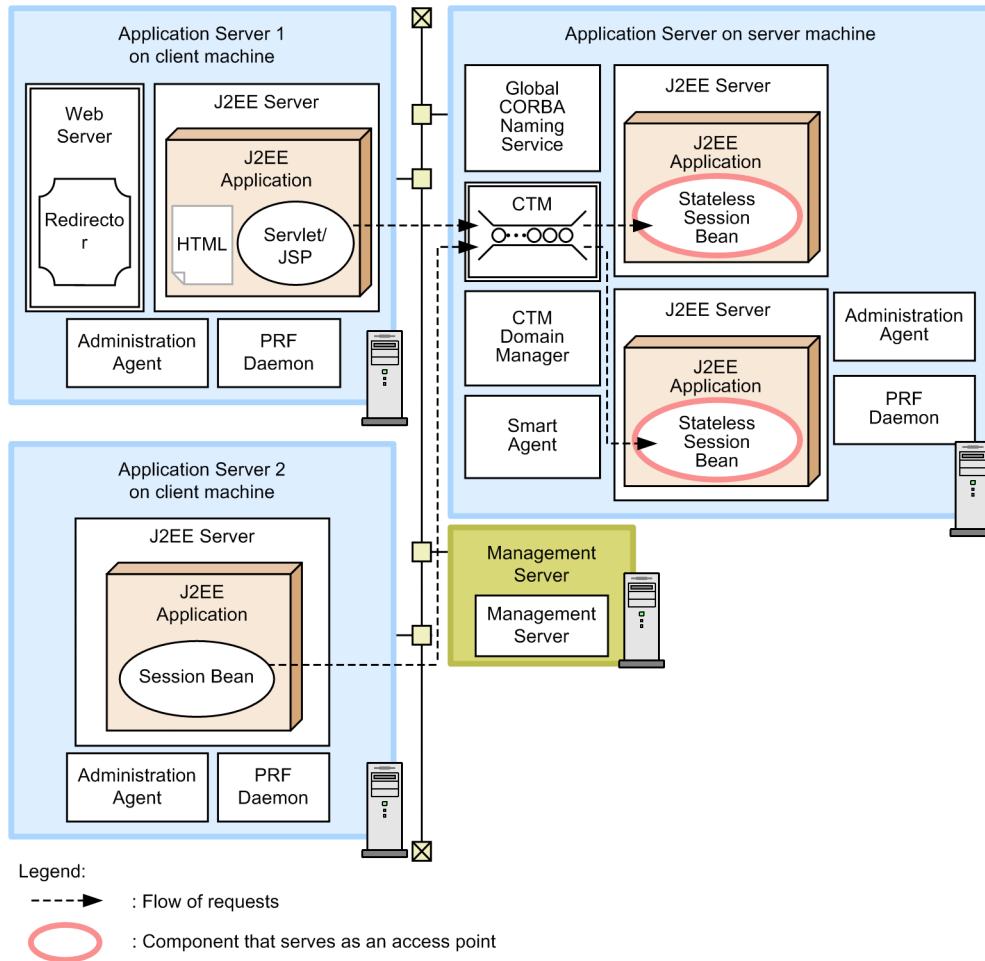 Application Server 1
on client machine
Web
Server
Redirecto
r
J2EE Server
J2EE
Application
HTML
Servlet/
JSP
Administration
Agent
PRF
Daemon
Application Server 2
on client machine
J2EE Server
J2EE
Application
Session Bean
Administration
Agent
PRF
Daemon
Application Server on server machine
Global
CORBA
Naming
Service
CTM
CTM
Domain
Manager
Smart
Agent
J2EE Server
J2EE
Application
Stateless
Session
Bean
J2EE Server
J2EE
Application
Stateless
Session
Bean
Administration
Agent
PRF
Daemon
Management
Server
Management
Server
Legend:
: Flow of requests
: Component that serves as an access point